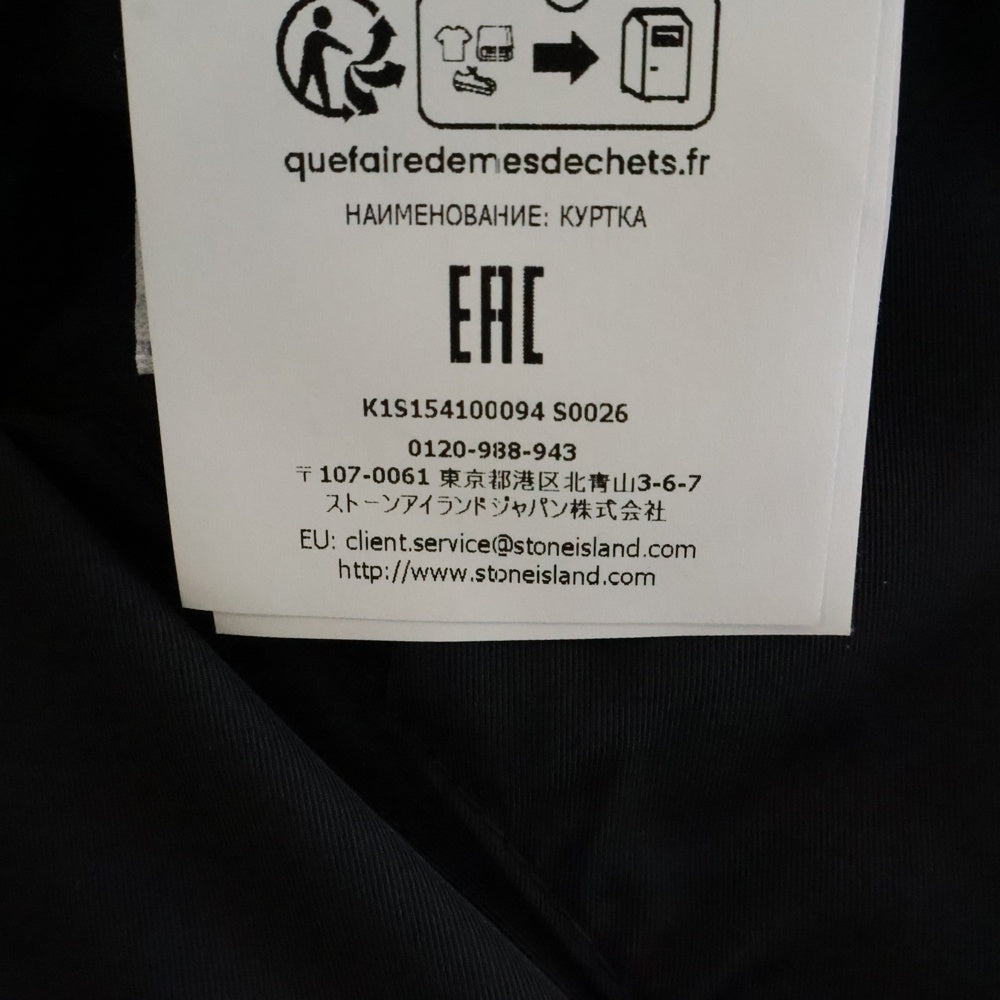 quefairedemesdechets.fr
НАИМЕНОВАНИЕ: КУРТКА
EAC
K1S154100094 S0026
0120-988-943
〒107-0061 東京都港区北青山3-6-7
ストーンアイランドジャパン株式会社
EU: client.service@stoneisland.com
http://www.stoneisland.com